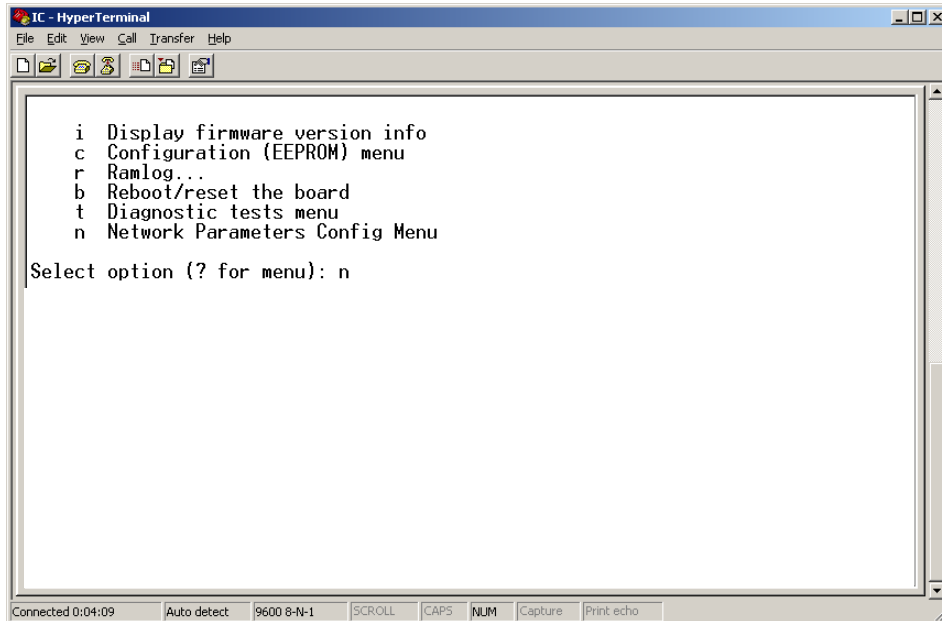 IC - HyperTerminal
File Edit View Call Transfer Help
i Display firmware version info
c Configuration (EEPROM) menu
r Ramlog...
b Reboot/reset the board
t Diagnostic tests menu
n Network Parameters Config Menu
Select option (? for menu): n
Connected 0:04:09 Auto detect 9600 8-N-1 SCROLL CAPS NUM Capture Print echo